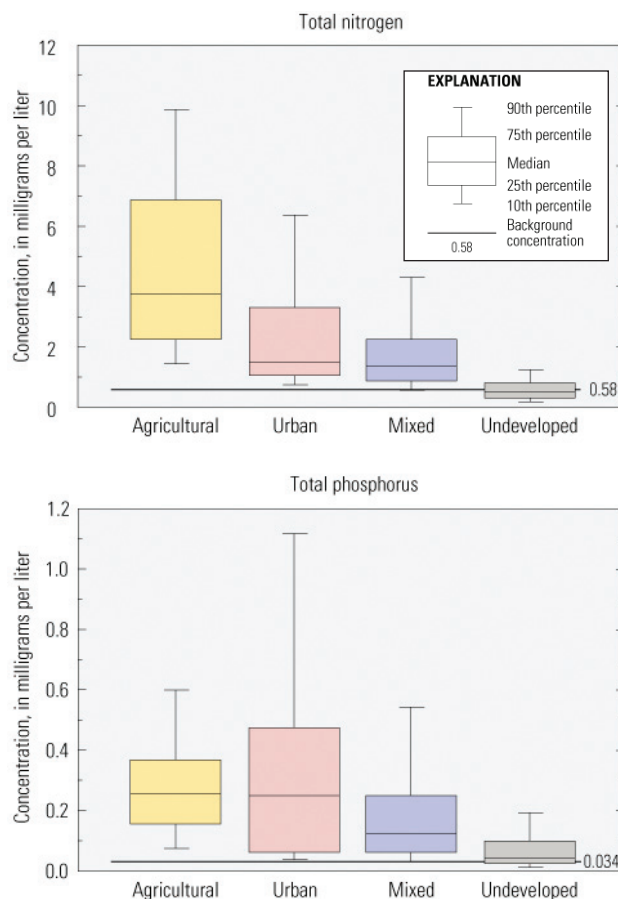 Total nitrogen
Concentration, in milligrams per liter
12
10
8
6
4
2
0
EXPLANATION
90th percentile
75th percentile
Median
25th percentile
10th percentile
Background
concentration
0.58
0.58
Agricultural
Urban
Mixed
Undeveloped
Total phosphorus
Concentration, in milligrams per liter
1.2
1.0
0.8
0.6
0.4
0.2
0.0
0.034
Agricultural
Urban
Mixed
Undeveloped